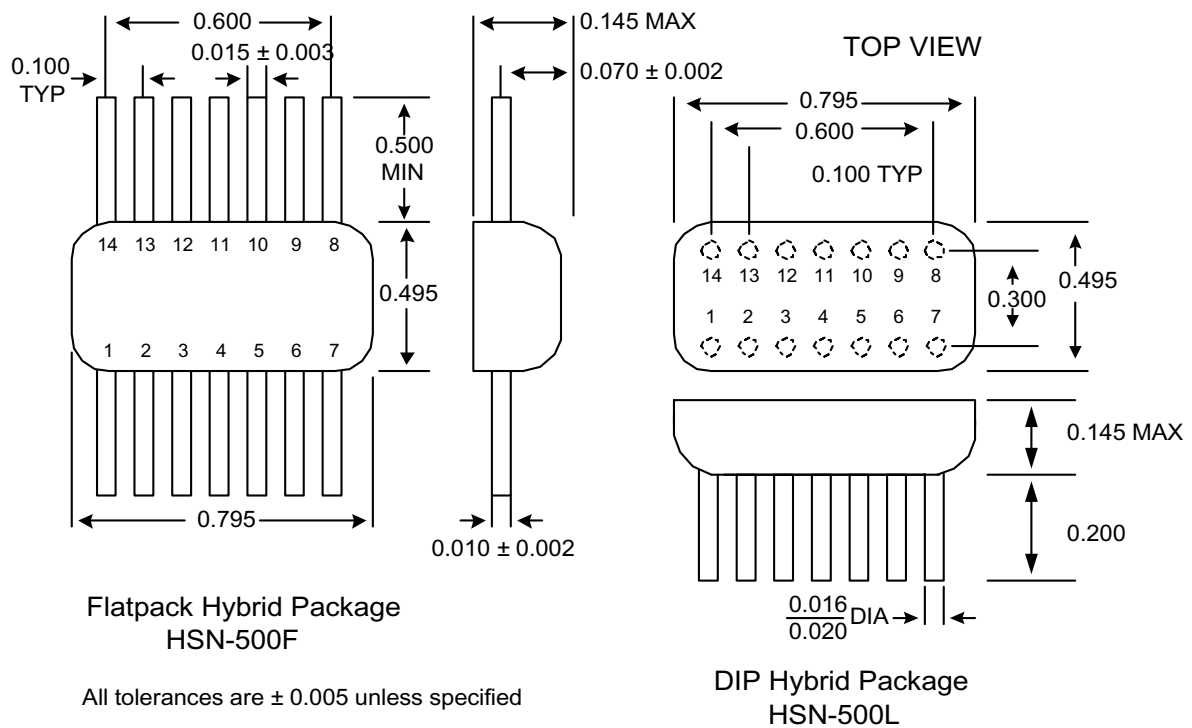 0.600
0.015 ± 0.003
0.100
TYP
0.500
MIN
14 13 12 11 10 9 8
0.495
1 2 3 4 5 6 7
0.795
0.145 MAX
0.070 ± 0.002
0.010 ± 0.002
Flatpack Hybrid Package
HSN-500F
All tolerances are ± 0.005 unless specified
TOP VIEW
0.795
0.600
0.100 TYP
14 13 12 11 10 9 8
0.300
0.495
1 2 3 4 5 6 7
0.145 MAX
0.200
0.016
0.020
DIA
DIP Hybrid Package
HSN-500L